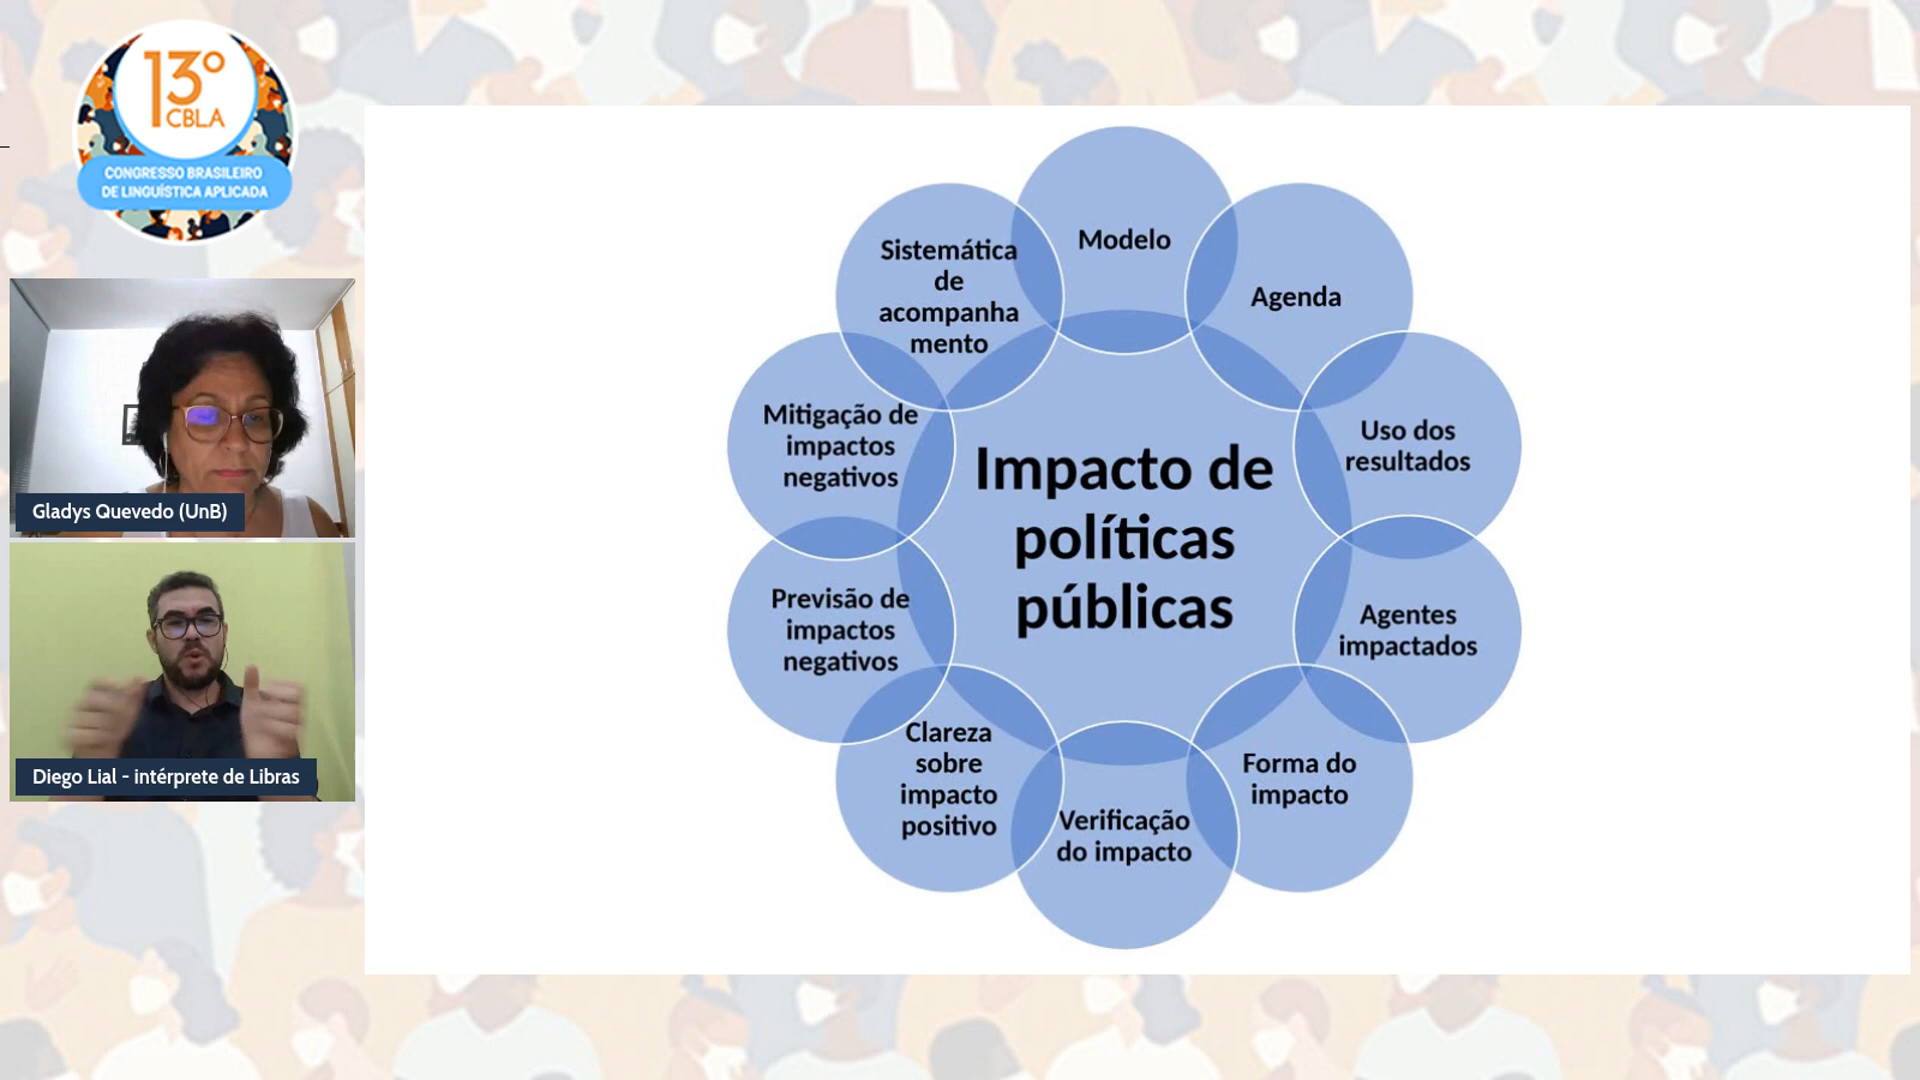 13º
CBLA
CONGRESSO BRASILEIRO
DE LINGUÍSTICA APLICADA
Gladys Quevedo (UnB)
Diego Lial - intérprete de Libras
Modelo
Agenda
Uso dos
resultados
Agentes
impactados
Forma do
impacto
Verificação
do impacto
Clareza
sobre
impacto
positivo
Previsão de
impactos
negativos
Mitigação de
impactos
negativos
Sistemática
de
acompanha
mento
Impacto de
políticas
públicas